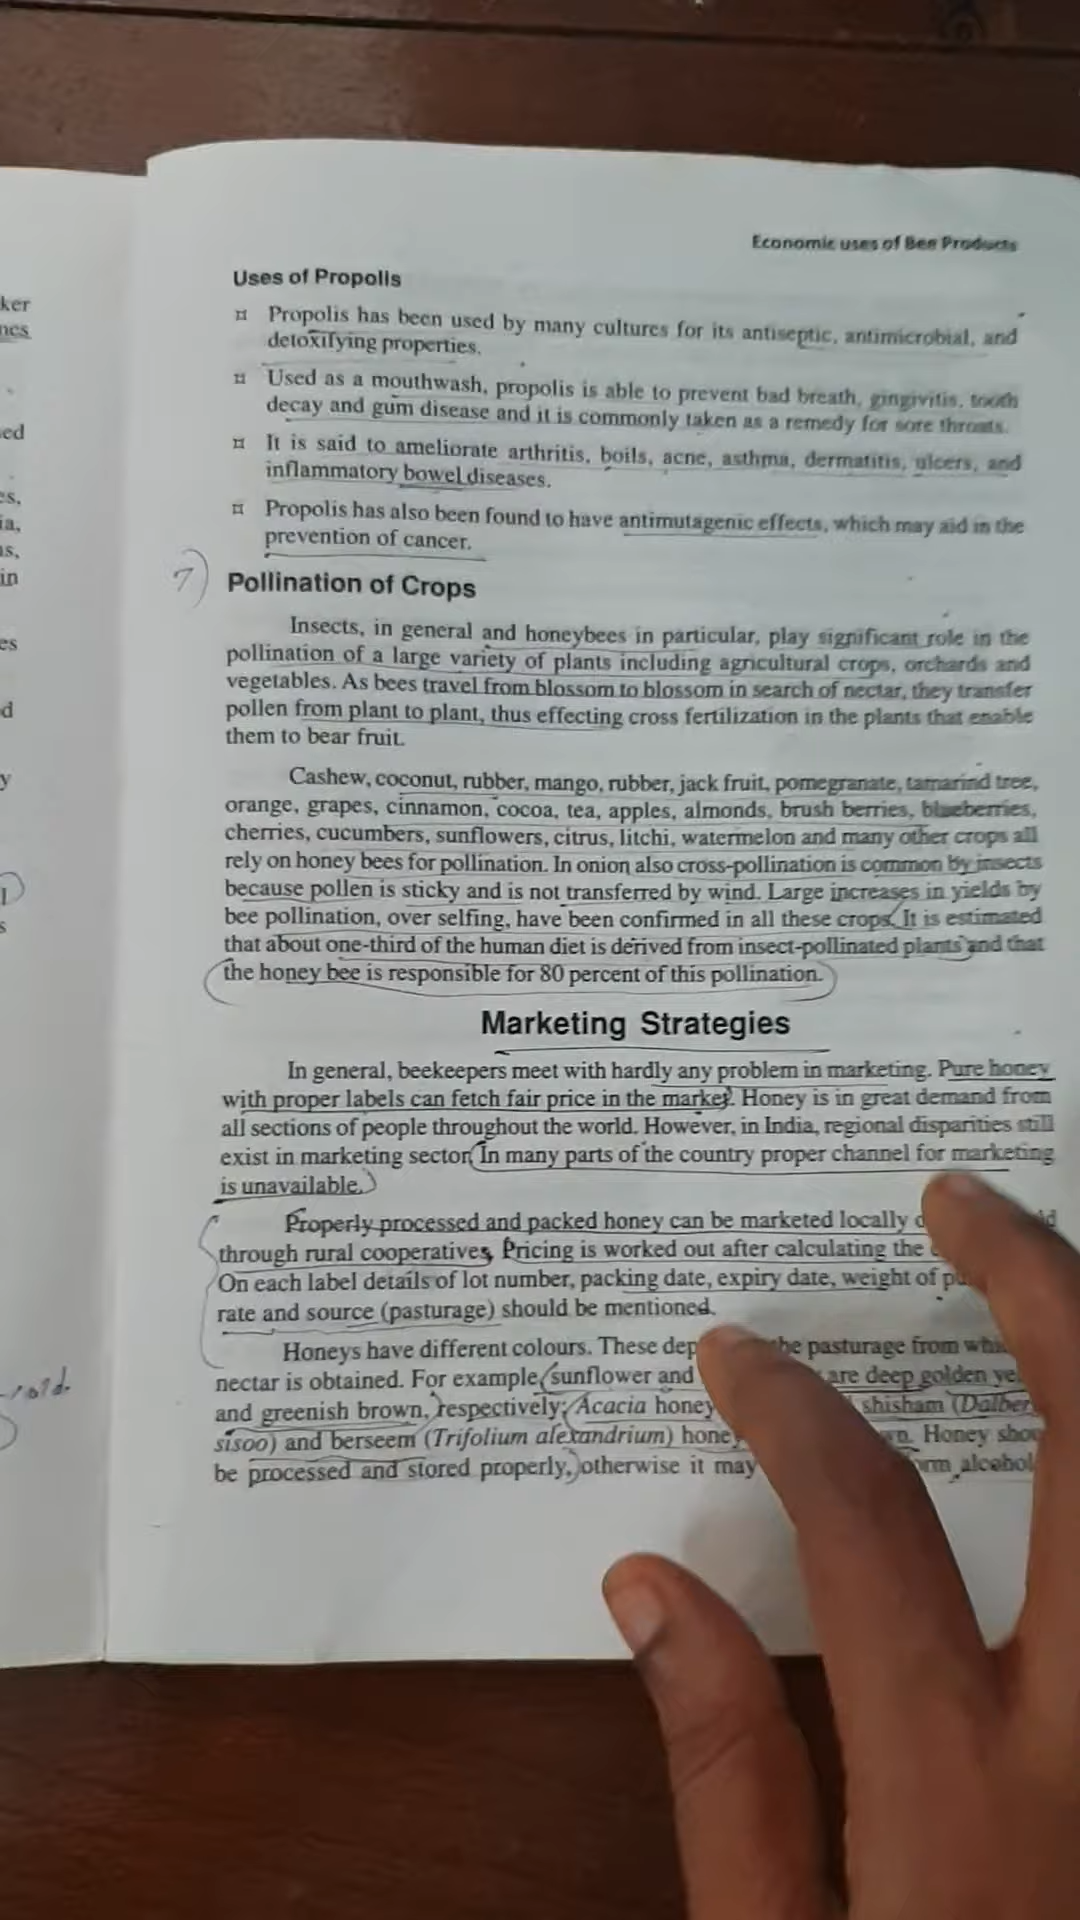 Economic uses of Bee Products
Uses of Propolis
Propolis has been used by many cultures for its antiseptic, antimicrobial, and
detoxifying properties.
Used as a mouthwash, propolis is able to prevent bad breath, gingivitis, tooth
decay and gum disease and it is commonly taken as a remedy for sore throats.
It is said to ameliorate arthritis, boils, acne, asthma, dermatitis, ulcers, and
inflammatory bowel diseases.
Propolis has also been found to have antimutagenic effects, which may aid in the
prevention of cancer.
7)
Pollination of Crops
Insects, in general and honeybees in particular, play significant role in the
pollination of a large variety of plants including agricultural crops, orchards and
vegetables. As bees travel from blossom to blossom in search of nectar, they transfer
pollen from plant to plant, thus effecting cross fertilization in the plants that enable
them to bear fruit.
Cashew, coconut, rubber, mango, rubber, jack fruit, pomegranate, tamarind tree,
orange, grapes, cinnamon, cocoa, tea, apples, almonds, brush berries, blueberries,
cherries, cucumbers, sunflowers, citrus, litchi, watermelon and many other crops all
rely on honey bees for pollination. In onion also cross-pollination is common by insects
because pollen is sticky and is not transferred by wind. Large increases in yields by
bee pollination, over selfing, have been confirmed in all these crops. It is estimated
that about one-third of the human diet is derived from insect-pollinated plants and that
the honey bee is responsible for 80 percent of this pollination.
Marketing Strategies
In general, beekeepers meet with hardly any problem in marketing. Pure honey
with proper labels can fetch fair price in the market. Honey is in great demand from
all sections of people throughout the world. However, in India, regional disparities still
exist in marketing sector. In many parts of the country proper channel for marketing
is unavailable.
Properly processed and packed honey can be marketed locally
through rural cooperatives. Pricing is worked out after calculating the
On each label details of lot number, packing date, expiry date, weight of
rate and source (pasturage) should be mentioned.
Honeys have different colours. These the pasturage from
nectar is obtained. For example, sunflower and are deep golden
and greenish brown, respectively; Acacia honey shisham (
sisoo) and berseem (Trifolium alexandrium) Honey
be processed and stored properly, otherwise it may alcohol